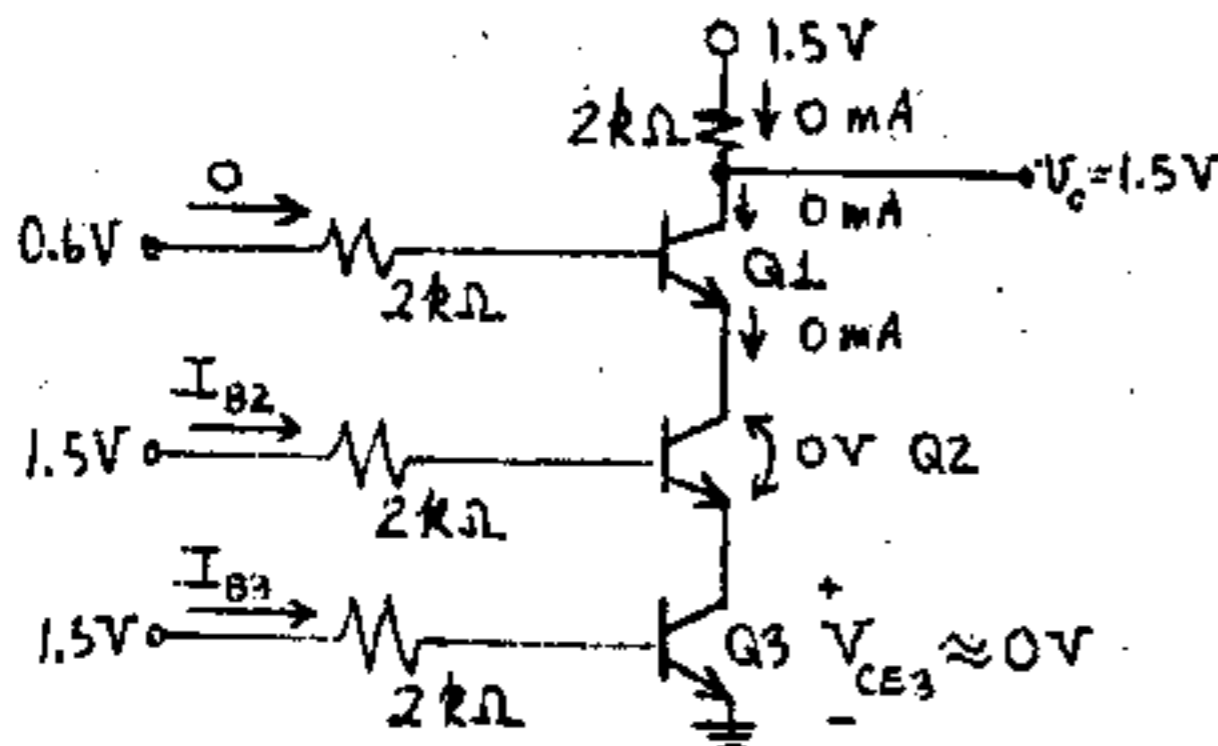 1.5V
2kΩ ↓ 0 mA
V₀=1.5V
0
↓ 0 mA
0.6V
2kΩ
Q1
↓ 0 mA
I_B2
1.5V
2kΩ
0V Q2
I_B3
1.5V
2kΩ
Q3
+
V_CE3 ≈ 0V
-